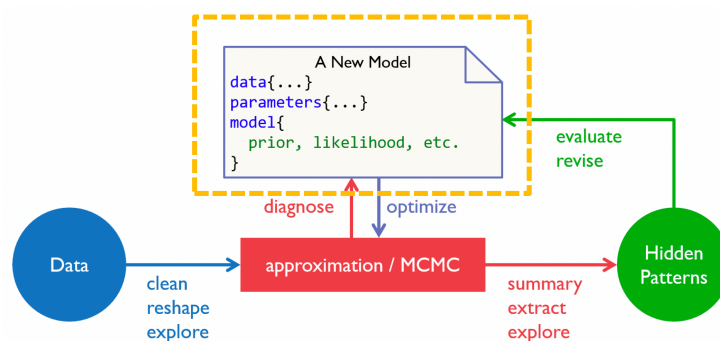 A New Model
data{...}
parameters{...}
model{
prior, likelihood, etc.
}
evaluate
revise
diagnose
optimize
Data
clean
reshape
explore
approximation / MCMC
summary
extract
explore
Hidden
Patterns